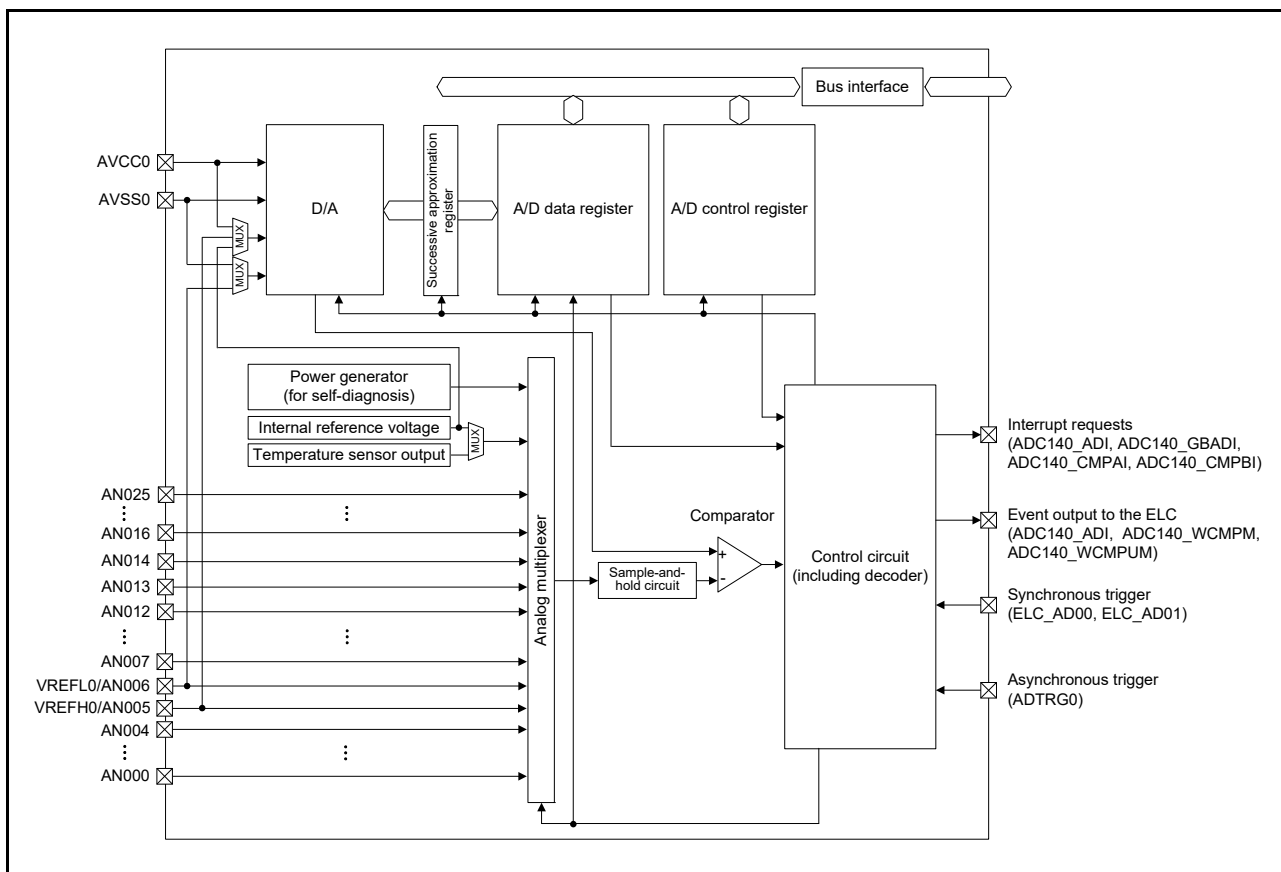 Bus interface
AVCC0
AVSS0
D/A
Successive approximation
register
A/D data register
A/D control register
MUX
MUX
Power generator
(for self-diagnosis)
Internal reference voltage
Temperature sensor output
MUX
AN025
AN016
AN014
AN013
AN012
AN007
VREFL0/AN006
VREFH0/AN005
AN004
AN000
Analog multiplexer
Sample-and-
hold circuit
Comparator
+
-
Control circuit
(including decoder)
Interrupt requests
(ADC140_ADI, ADC140_GBADI,
ADC140_CMPAI, ADC140_CMPBI)
Event output to the ELC
(ADC140_ADI, ADC140_WCMPM,
ADC140_WCMPUM)
Synchronous trigger
(ELC_AD00, ELC_AD01)
Asynchronous trigger
(ADTRG0)